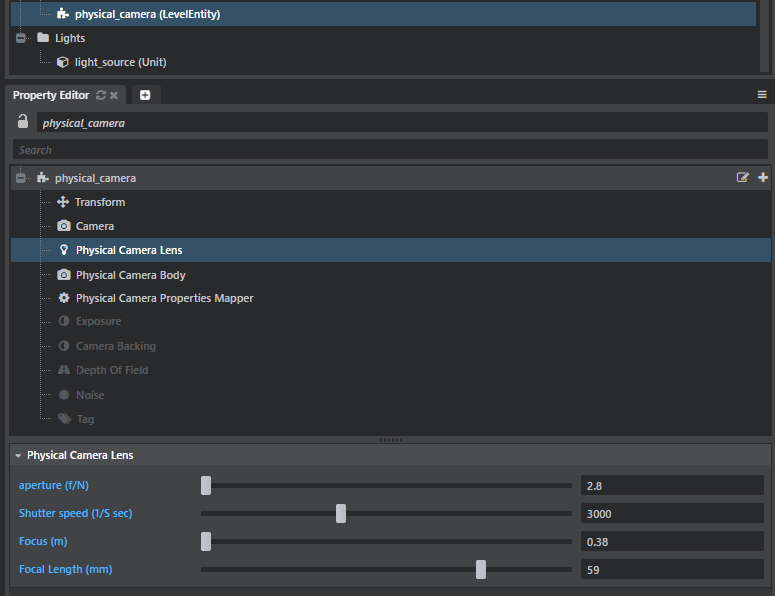 physical_camera (LevelEntity)
Lights
light_source (Unit)
Property Editor
physical_camera
Search
physical_camera
Transform
Camera
Physical Camera Lens
Physical Camera Body
Physical Camera Properties Mapper
Exposure
Camera Backing
Depth Of Field
Noise
Tag
Physical Camera Lens
aperture (f/N) 2.8
Shutter speed (1/S sec) 3000
Focus (m) 0.38
Focal Length (mm) 59